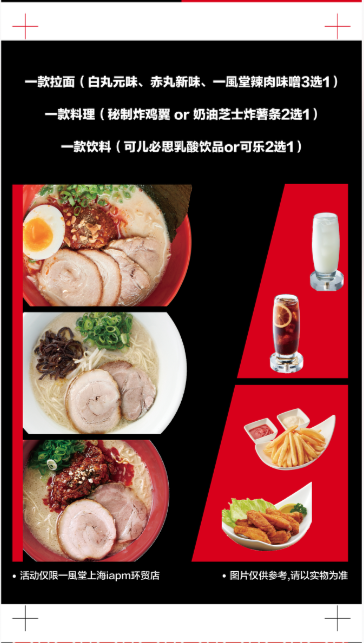 一款拉面（白丸元味、赤丸新味、一風堂辣肉味噌3选1）
一款料理（秘制炸鸡翼 or 奶油芝士炸薯条2选1）
一款饮料（可儿必思乳酸饮品or可乐2选1）
• 活动仅限一風堂上海iapm环贸店
• 图片仅供参考,请以实物为准